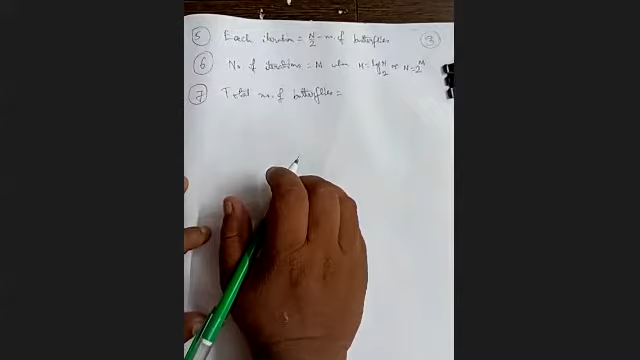 ⑤ Each iteration = N/2 - no. of butterflies
③
⑥ No. of iterations = M when M = log₂N or N = 2^M
⑦ Total no. of butterflies =